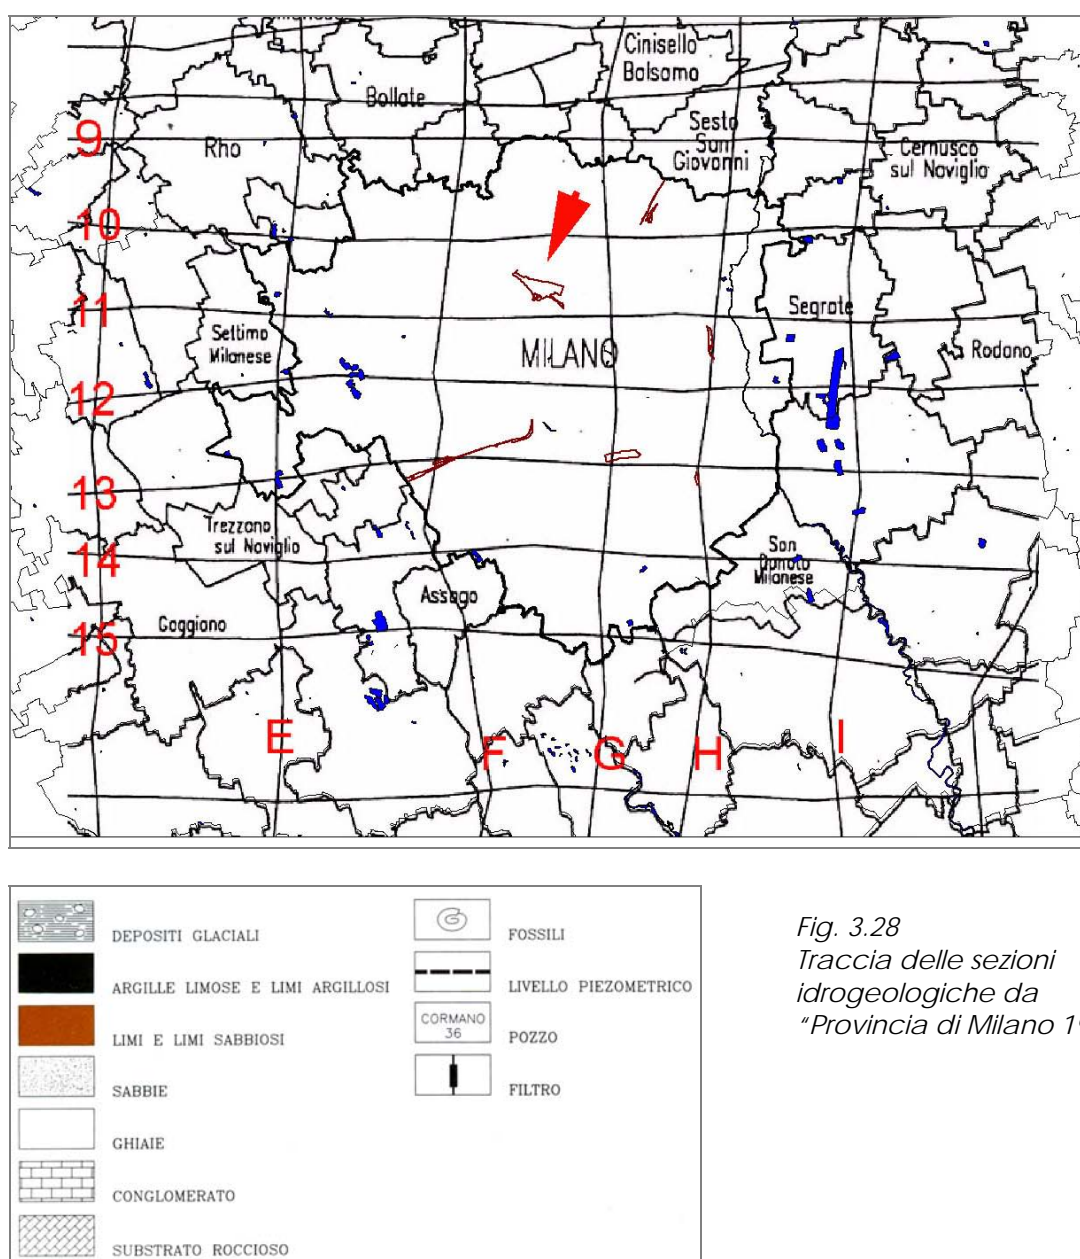 Cinisello
Balsamo
Bollate
Sesto
San
Giovanni
9
Rho
Cernusco
sul Naviglio
10
11
Segrate
Settimo
Milanese
MILANO
Rodano
12
13
Trezzano
sul Naviglio
14
San
Donato
Milanese
Assago
Gaggiano
15
E
F
G
H
I
DEPOSITI GLACIALI
ARGILLE LIMOSE E LIMI ARGILLOSI
LIMI E LIMI SABBIOSI
SABBIE
GHIAIE
CONGLOMERATO
SUBSTRATO ROCCIOSO
G
FOSSILI
LIVELLO PIEZOMETRICO
CORMANO
36
POZZO
FILTRO
Fig. 3.28
Traccia delle sezioni
idrogeologiche da
“Provincia di Milano